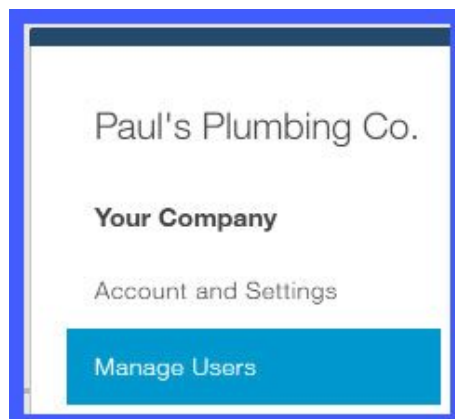 Paul's Plumbing Co.
Your Company
Account and Settings
Manage Users